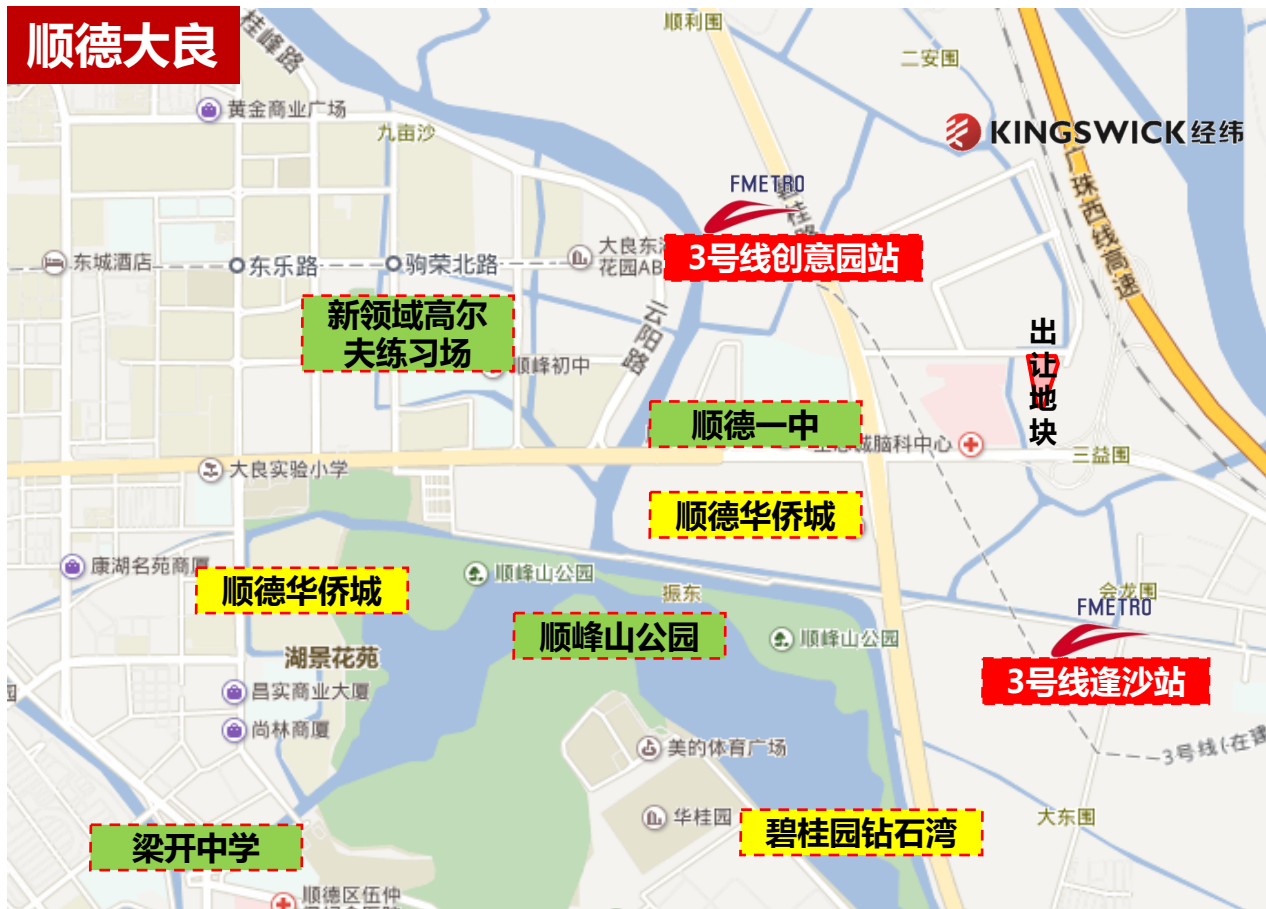 顺德大良
桂峰路
顺利围
二安围
黄金商业广场
九亩沙
KINGSWICK经纬
广珠西线高速
FMETRO
碧桂路
3号线创意园站
大良东
花园AB
东城酒店
东乐路
驹荣北路
新领域高尔
夫练习场
云阳路
顺峰初中
出让地块
顺德一中
脑科中心
三益围
大良实验小学
顺德华侨城
康湖名苑商厦
顺德华侨城
顺峰山公园
振东
会龙围
FMETRO
顺峰山公园
顺峰山公园
3号线逢沙站
湖景花苑
园
昌实商业大厦
尚林商厦
美的体育广场
3号线(在建
华桂园
碧桂园钻石湾
大东围
梁开中学
顺德区伍仲